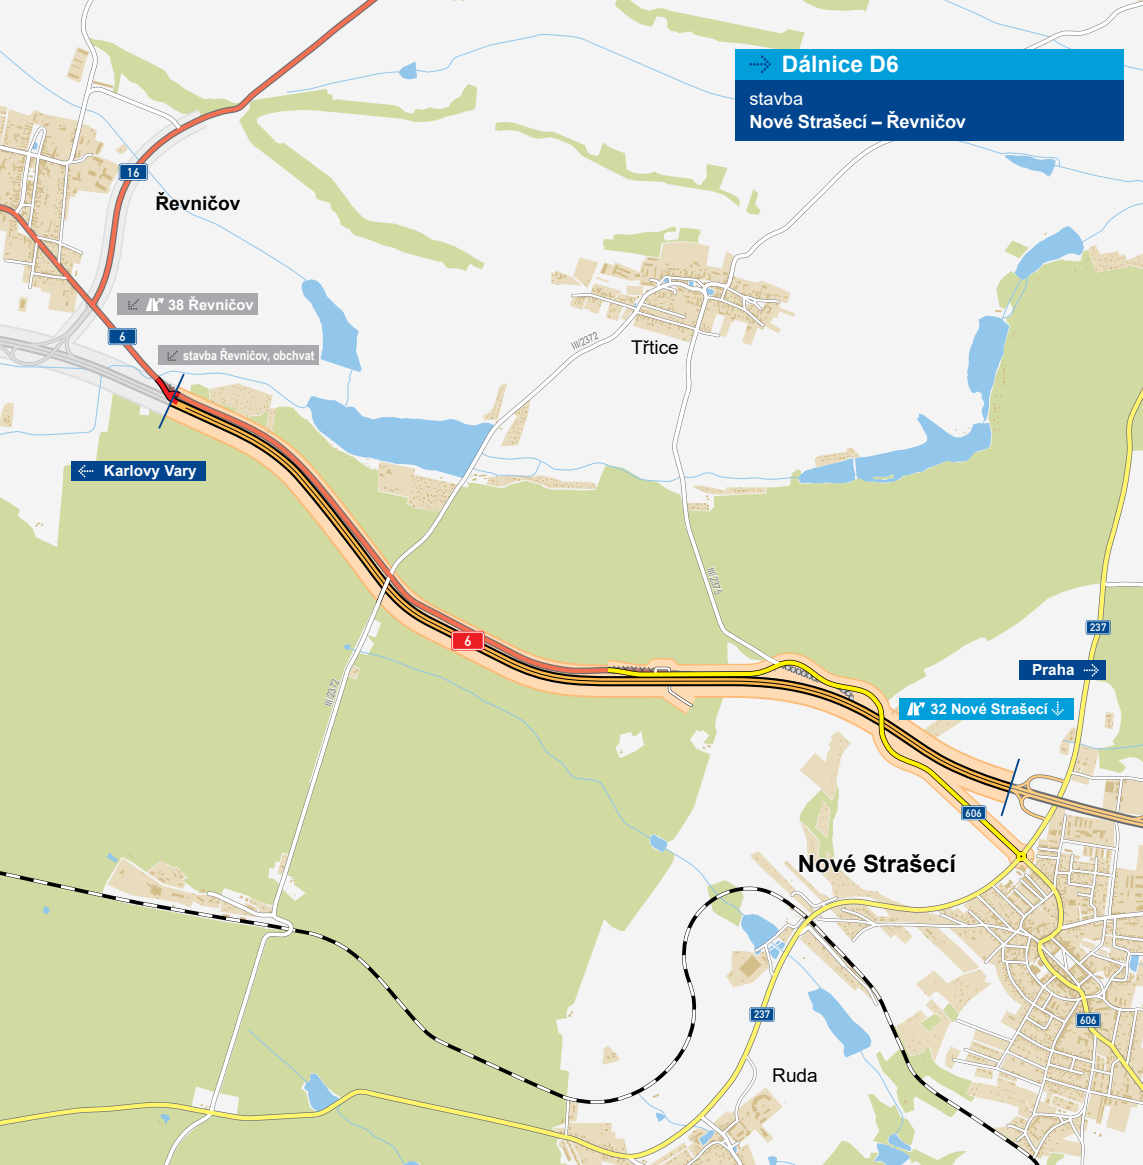 Dálnice D6
stavba
Nové Strašecí – Řevničov
16
Řevničov
38 Řevničov
6
stavba Řevničov, obchvat
III/2372
Třtice
Karlovy Vary
III/2375
6
237
Praha
32 Nové Strašecí
III/2372
606
Nové Strašecí
237
606
Ruda